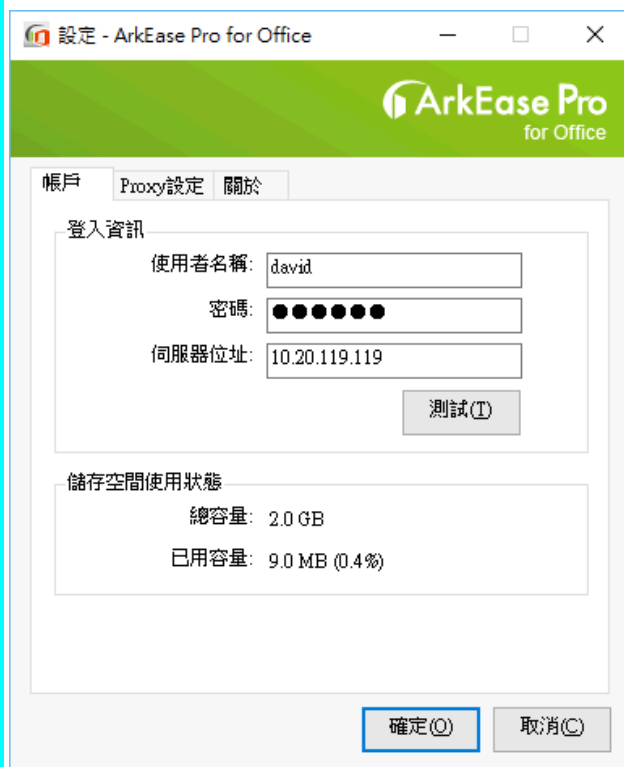 設定 - ArkEase Pro for Office
ArkEase Pro
for Office
帳戶 Proxy設定 關於
登入資訊
使用者名稱: david
密碼: ●●●●●●
伺服器位址: 10.20.119.119
測試(T)
儲存空間使用狀態
總容量: 2.0 GB
已用容量: 9.0 MB (0.4%)
確定(O) 取消(C)